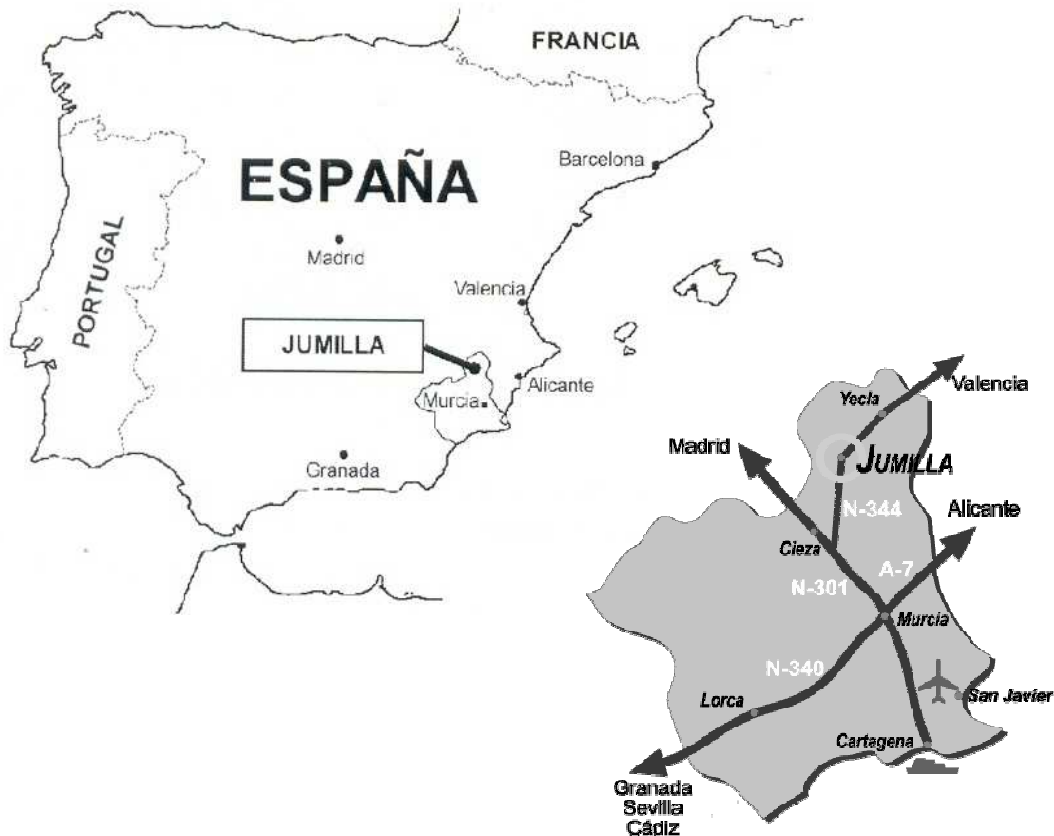 FRANCIA
Barcelona
ESPAÑA
PORTUGAL
Madrid
Valencia
JUMILLA
Alicante
Murcia
Granada
Valencia
Yecla
Madrid
JUMILLA
N-344
Alicante
Cieza
A-7
N-301
Murcia
N-340
Lorca
San Javier
Cartagena
Granada
Sevilla
Cádiz